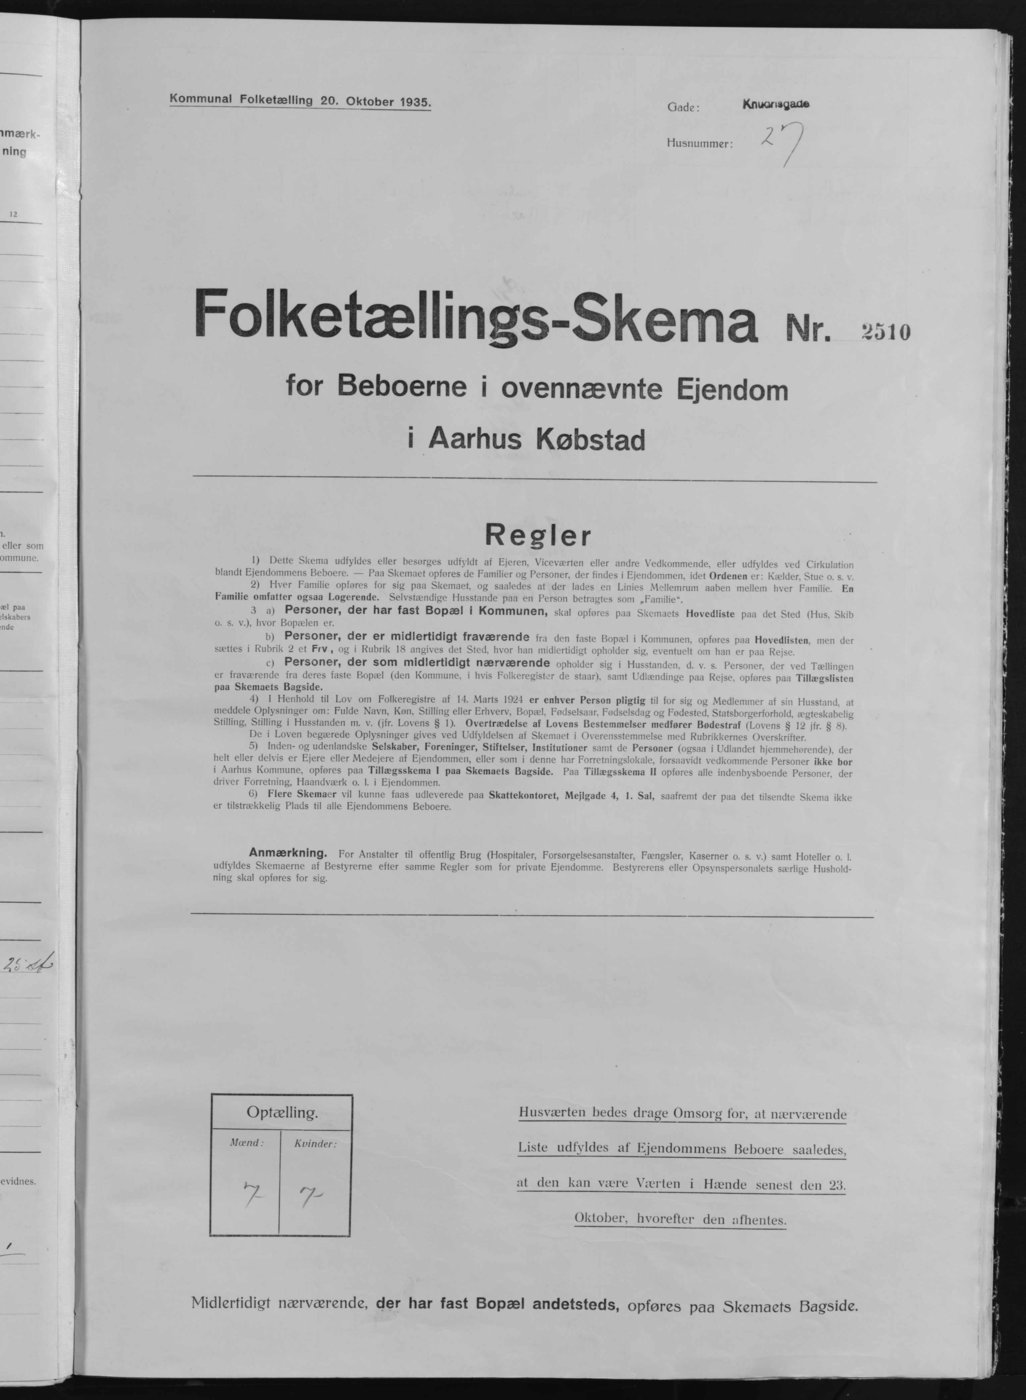 nmærk-
ning
12
eller som
ommune.
æl paa
elskabers
ende
25
evidnes.
1
Kommunal Folketælling 20. Oktober 1935.
Gade: Knudrisgade
Husnummer: 27
Folketællings-Skema Nr. 2510
for Beboerne i ovennævnte Ejendom
i Aarhus Købstad
Regler
1) Dette Skema udfyldes eller besørges udfyldt af Ejeren, Viceværten eller andre Vedkommende, eller udfyldes ved Cirkulation
blandt Ejendommens Beboere. — Paa Skemaet opføres de Familier og Personer, der findes i Ejendommen, idet Ordenen er: Kælder, Stue o. s. v.
2) Hver Familie opføres for sig paa Skemaet, og saaledes at der lades en Linies Mellemrum aaben mellem hver Familie. En
Familie omfatter ogsaa Logerende. Selvstændige Husstande paa en Person betragtes som „Familie“.
3 a) Personer, der har fast Bopæl i Kommunen, skal opføres paa Skemaets Hovedliste paa det Sted (Hus, Skib
o. s. v.), hvor Bopælen er.
b) Personer, der er midlertidigt fraværende fra den faste Bopæl i Kommunen, opføres paa Hovedlisten, men der
sættes i Rubrik 2 et Frv, og i Rubrik 18 angives det Sted, hvor han midlertidigt opholder sig, eventuelt om han er paa Rejse.
c) Personer, der som midlertidigt nærværende opholder sig i Husstanden, d. v. s. Personer, der ved Tællingen
er fraværende fra deres faste Bopæl (den Kommune, i hvis Folkeregister de staar), samt Udlændinge paa Rejse, opføres paa Tillægslisten
paa Skemaets Bagside.
4) I Henhold til Lov om Folkeregistre af 14. Marts 1924 er enhver Person pligtig til for sig og Medlemmer af sin Husstand, at
meddele Oplysninger om: Fulde Navn, Køn, Stilling eller Erhverv, Bopæl, Fødselsaar, Fødselsdag og Fødested, Statsborgerforhold, ægteskabelig
Stilling, Stilling i Husstanden m. v. (jfr. Lovens § 1). Overtrædelse af Lovens Bestemmelser medfører Bødestraf (Lovens § 12 jfr. § 8).
De i Loven begærede Oplysninger gives ved Udfyldelsen af Skemaet i Overensstemmelse med Rubrikkernes Overskrifter.
5) Inden- og udenlandske Selskaber, Foreninger, Stiftelser, Institutioner samt de Personer (ogsaa i Udlandet hjemmehørende), der
helt eller delvis er Ejere eller Medejere af Ejendommen, eller som i denne har Forretningslokale, forsaavidt vedkommende Personer ikke bor
i Aarhus Kommune, opføres paa Tillægsskema I paa Skemaets Bagside. Paa Tillægsskema II opføres alle indenbysboende Personer, der
driver Forretning, Haandværk o. l. i Ejendommen.
6) Flere Skemaer vil kunne faas udleverede paa Skattekontoret, Mejlgade 4, 1. Sal, saafremt der paa det tilsendte Skema ikke
er tilstrækkelig Plads til alle Ejendommens Beboere.
Anmærkning. For Anstalter til offentlig Brug (Hospitaler, Forsørgelsesanstalter, Fængsler, Kaserner o. s. v.) samt Hoteller o. l.
udfyldes Skemaerne af Bestyrerne efter samme Regler som for private Ejendomme. Bestyrerens eller Opsynspersonalets særlige Hushold-
ning skal opføres for sig.
Optælling.
Mænd: Kvinder:
7 7
Husværten bedes drage Omsorg for, at nærværende
Liste udfyldes af Ejendommens Beboere saaledes,
at den kan være Værten i Hænde senest den 23.
Oktober, hvorefter den afhentes.
Midlertidigt nærværende, der har fast Bopæl andetsteds, opføres paa Skemaets Bagside.